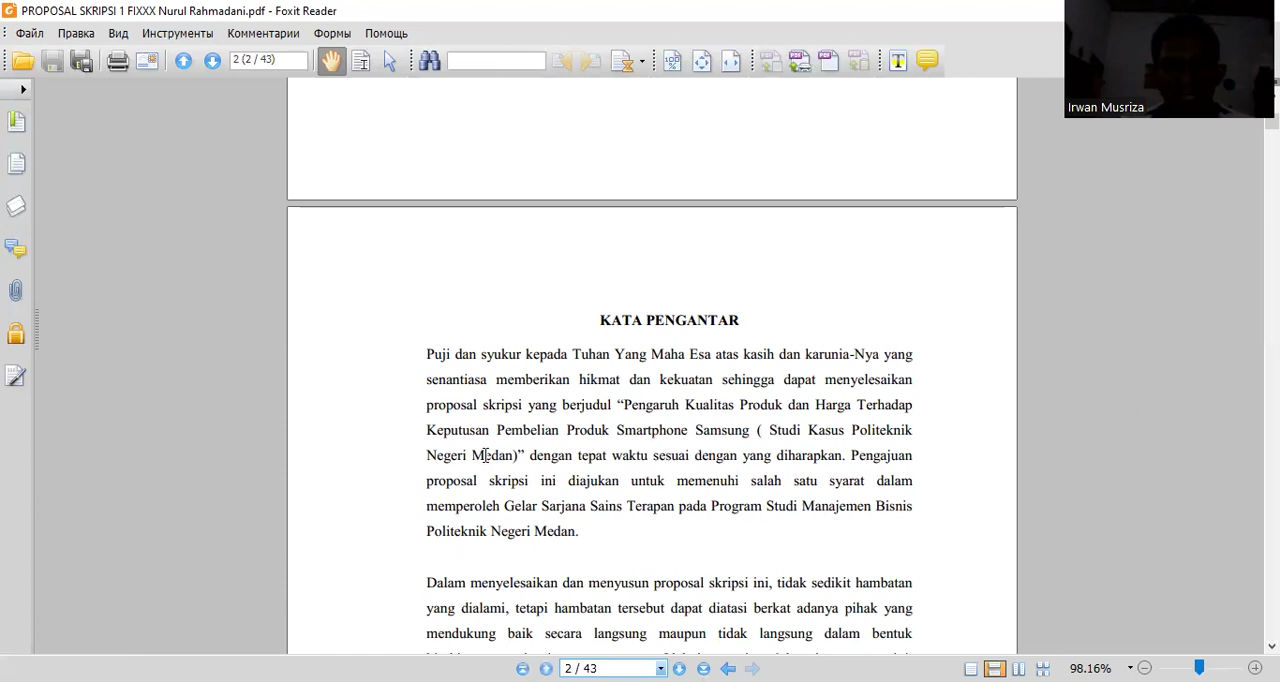 PROPOSAL SKRIPSI 1 FIXXX Nurul Rahmadani.pdf - Foxit Reader
Файл Правка Вид Инструменты Комментарии Формы Помощь
2 (2 / 43)
Irwan Musriza
KATA PENGANTAR
Puji dan syukur kepada Tuhan Yang Maha Esa atas kasih dan karunia-Nya yang
senantiasa memberikan hikmat dan kekuatan sehingga dapat menyelesaikan
proposal skripsi yang berjudul “Pengaruh Kualitas Produk dan Harga Terhadap
Keputusan Pembelian Produk Smartphone Samsung ( Studi Kasus Politeknik
Negeri Medan)” dengan tepat waktu sesuai dengan yang diharapkan. Pengajuan
proposal skripsi ini diajukan untuk memenuhi salah satu syarat dalam
memperoleh Gelar Sarjana Sains Terapan pada Program Studi Manajemen Bisnis
Politeknik Negeri Medan.
Dalam menyelesaikan dan menyusun proposal skripsi ini, tidak sedikit hambatan
yang dialami, tetapi hambatan tersebut dapat diatasi berkat adanya pihak yang
mendukung baik secara langsung maupun tidak langsung dalam bentuk
2 / 43
98.16%